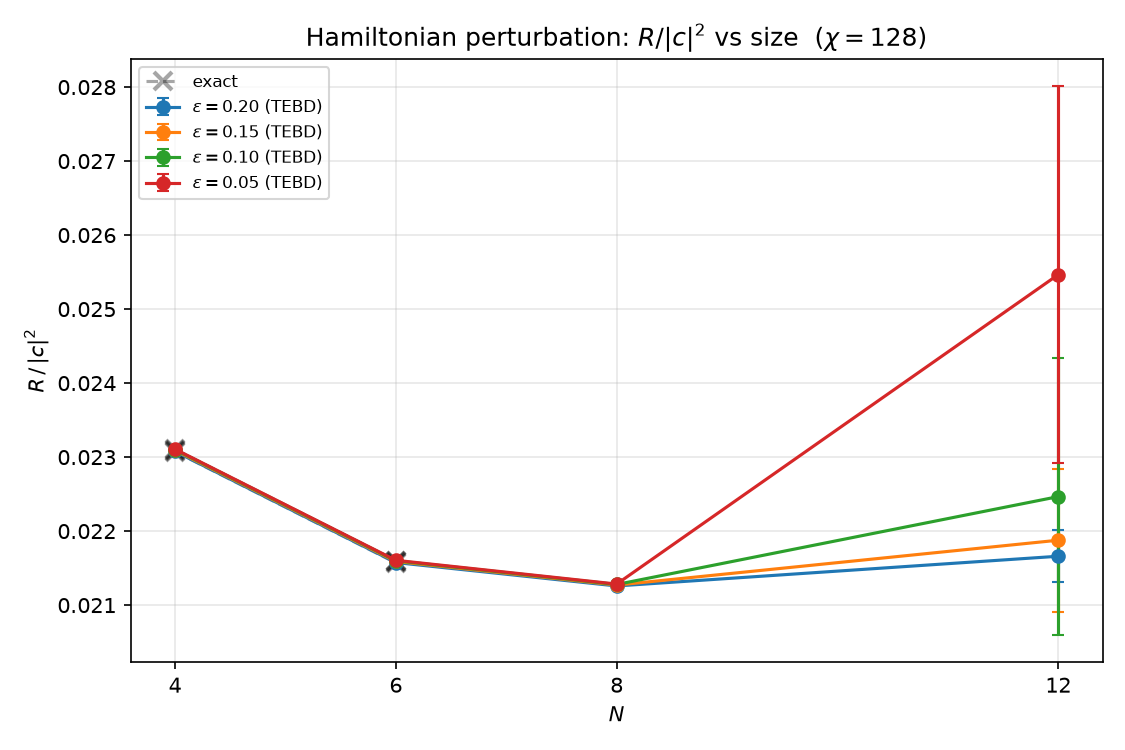 Hamiltonian perturbation: R/|c|² vs size (χ = 128)
exact
ε = 0.20 (TEBD)
ε = 0.15 (TEBD)
ε = 0.10 (TEBD)
ε = 0.05 (TEBD)
R / |c|²
0.028
0.027
0.026
0.025
0.024
0.023
0.022
0.021
4 6 8 12
N